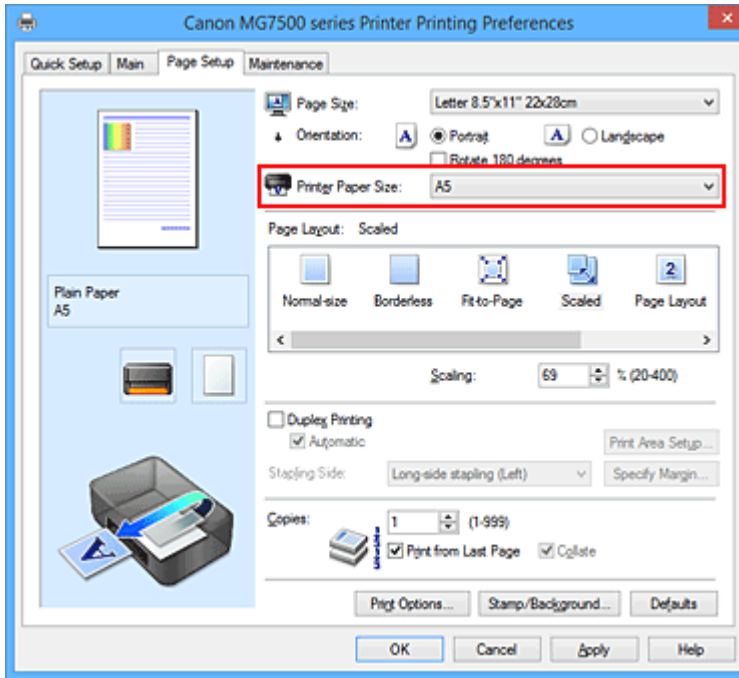 Canon MG7500 series Printer Printing Preferences
Quick Setup Main Page Setup Maintenance
Page Size: Letter 8.5"x11" 22x28cm
Orientation: A Portrait A Landscape
Rotate 180 degrees
Printer Paper Size: A5
Page Layout: Scaled
Normal-size Borderless Fit-to-Page Scaled 2 Page Layout
Plain Paper
A5
Scaling: 69 % (20-400)
Duplex Printing
Automatic Print Area Setup...
Stapling Side: Long-side stapling (Left) Specify Margin...
Copies: 1 (1-999)
Print from Last Page Collate
A
Print Options... Stamp/Background... Defaults
OK Cancel Apply Help